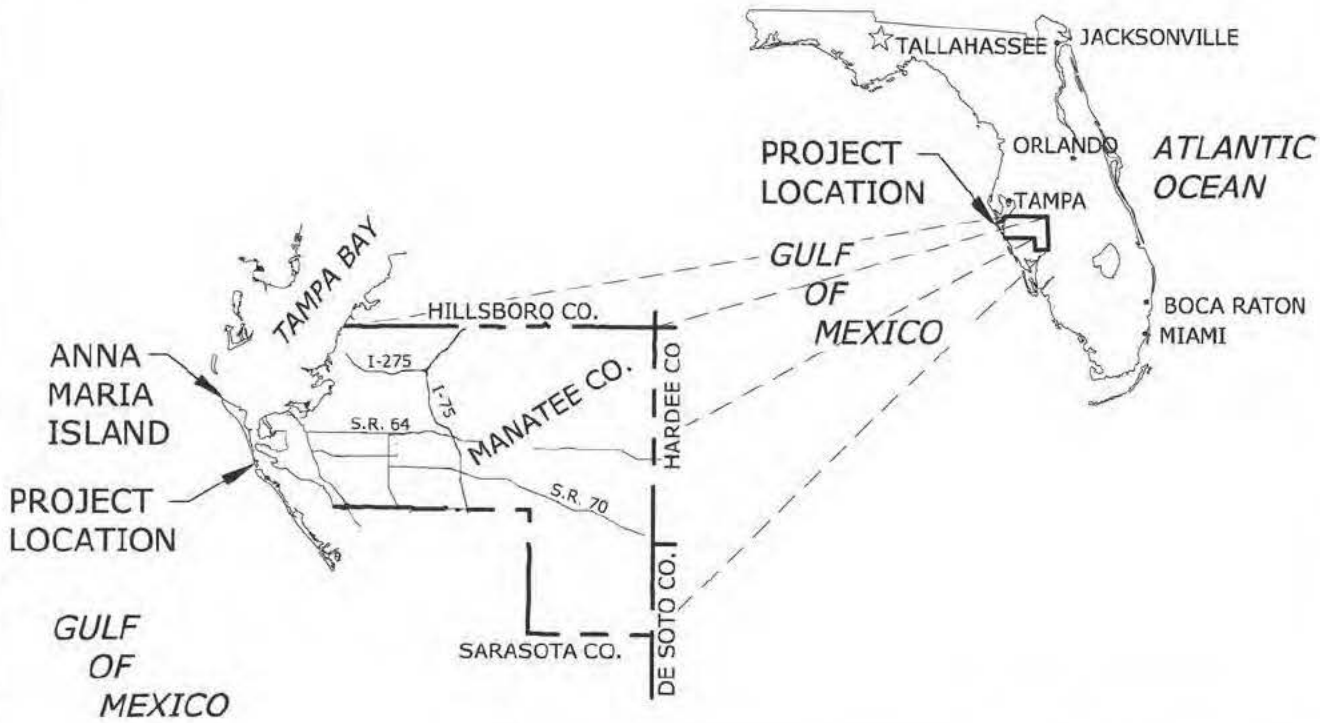 TALLAHASSEE
JACKSONVILLE
PROJECT
LOCATION
ORLANDO
ATLANTIC
OCEAN
TAMPA
GULF
OF
MEXICO
BOCA RATON
MIAMI
TAMPA BAY
HILLSBORO CO.
ANNA
MARIA
ISLAND
I-275
I-75
MANATEE CO.
HARDEE CO
S.R. 64
PROJECT
LOCATION
S.R. 70
GULF
OF
MEXICO
SARASOTA CO.
DE SOTO CO.